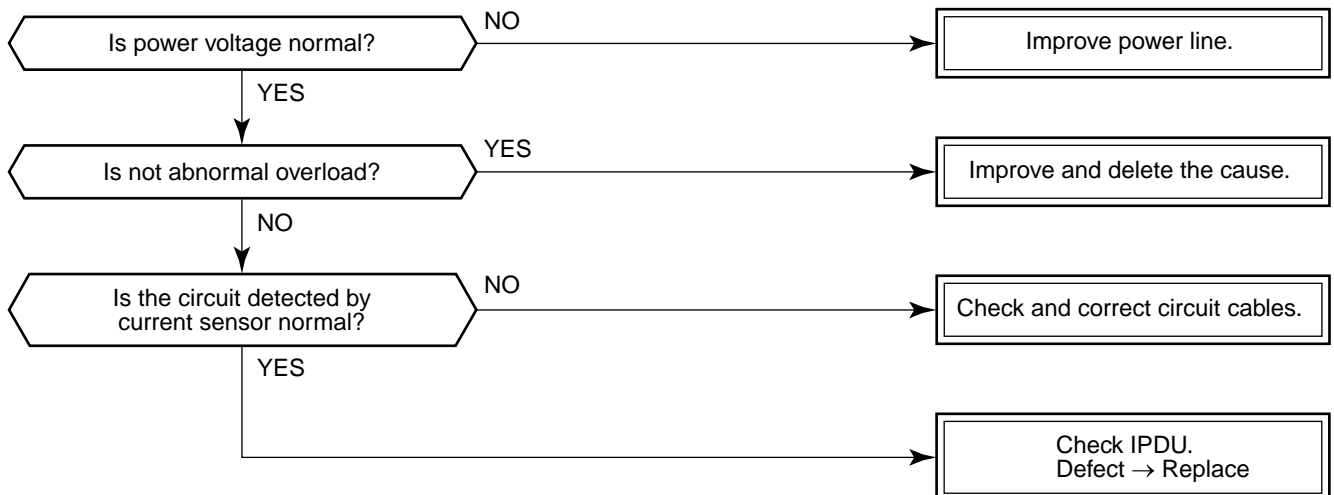 Is power voltage normal?
NO
Improve power line.
YES
Is not abnormal overload?
YES
Improve and delete the cause.
NO
Is the circuit detected by
current sensor normal?
NO
Check and correct circuit cables.
YES
Check IPDU.
Defect → Replace